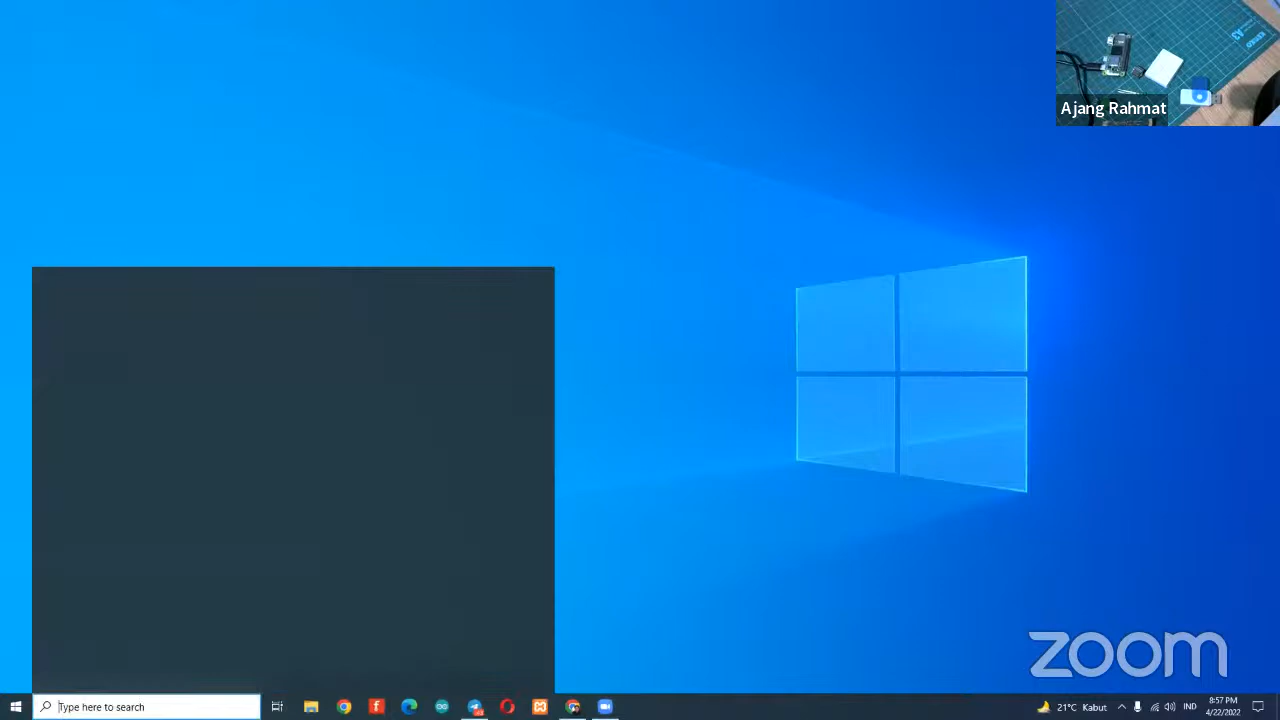 Ajang Rahmat
zoom
Type here to search
21°C Kabut
IND
8:57 PM
4/22/2022